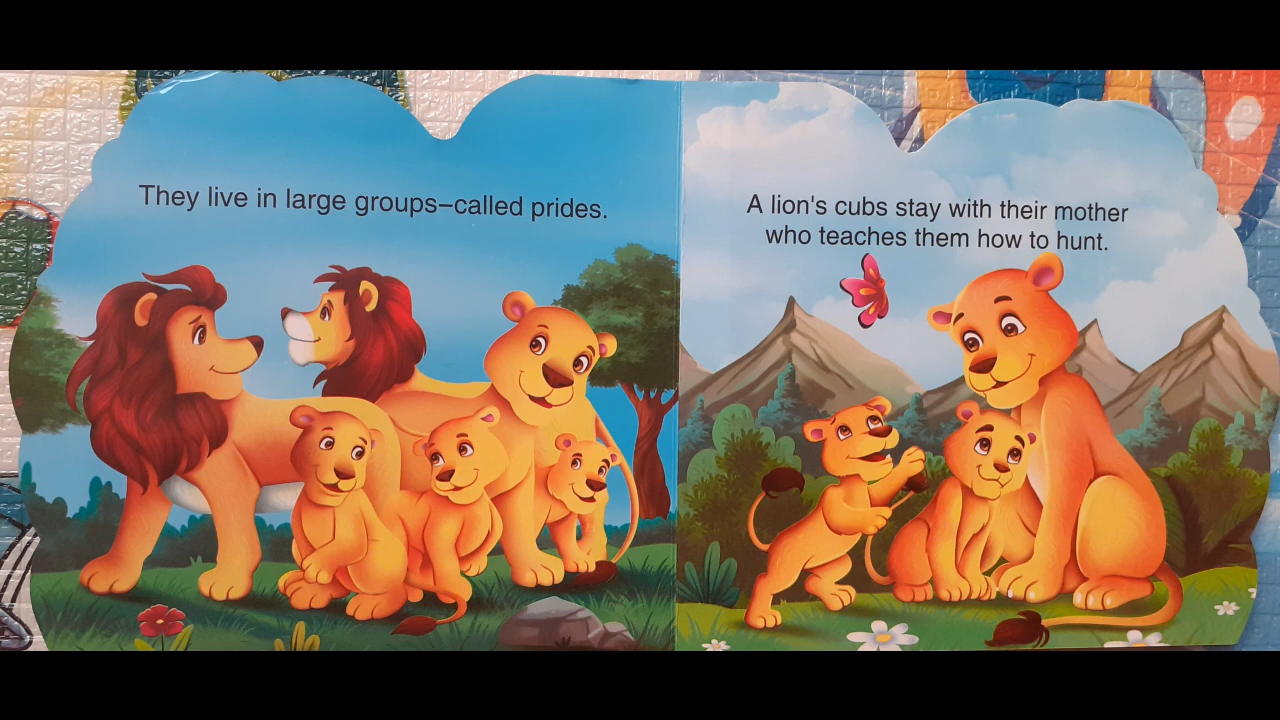 They live in large groups–called prides.
A lion's cubs stay with their mother
who teaches them how to hunt.